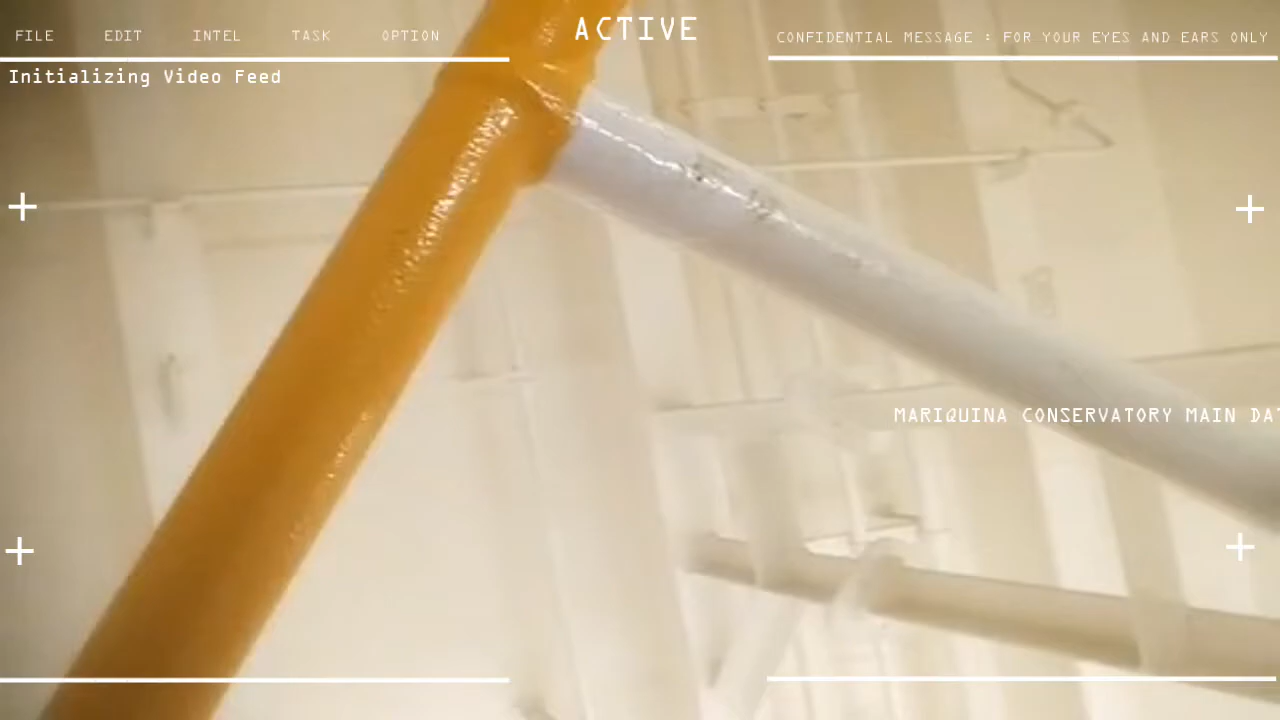 FILE EDIT INTEL TASK OPTION
ACTIVE
CONFIDENTIAL MESSAGE : FOR YOUR EYES AND EARS ONLY
Initializing Video Feed
MARIQUINA CONSERVATORY MAIN